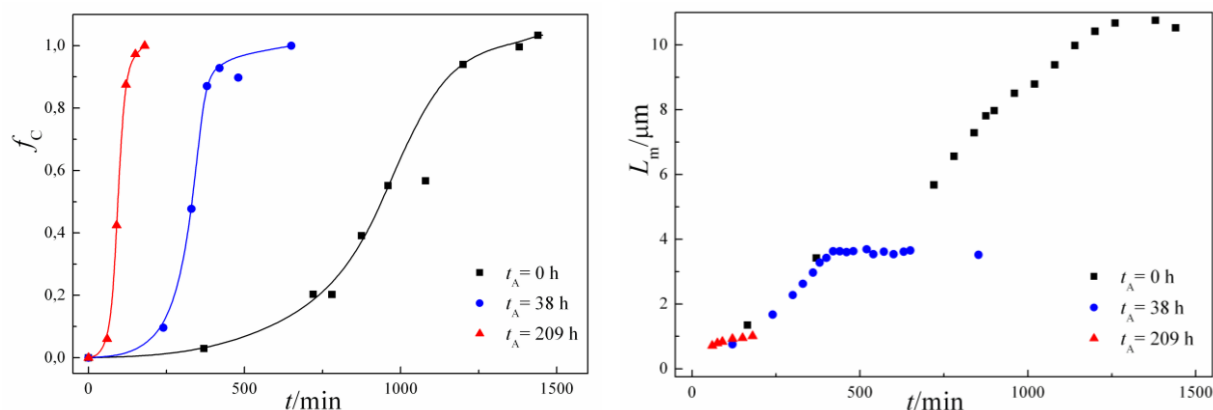 1,0
0,8
0,6
0,4
0,2
0,0
f_C
0
500
1000
1500
t/min
t_A = 0 h
t_A = 38 h
t_A = 209 h
10
8
6
4
2
0
L_m/μm
0
500
1000
1500
t/min
t_A = 0 h
t_A = 38 h
t_A = 209 h